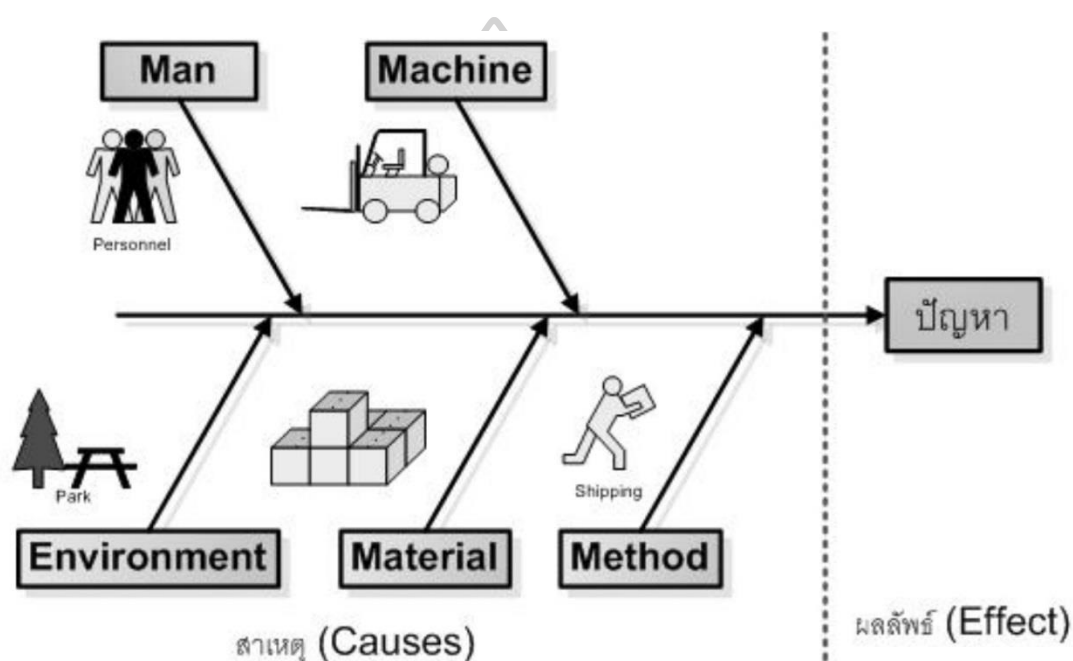 Man
Machine
Personnel
ปัญหา
Park
Shipping
Environment
Material
Method
สาเหตุ (Causes)
ผลลัพธ์ (Effect)